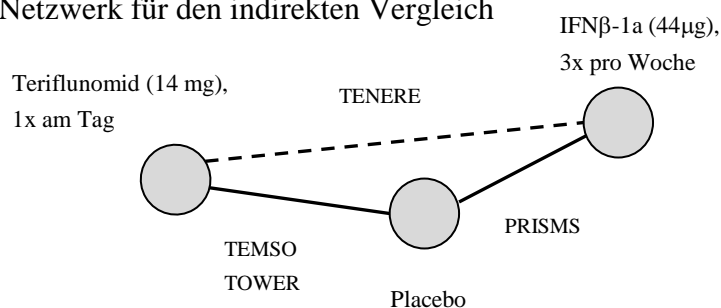 Netzwerk für den indirekten Vergleich
IFNβ-1a (44μg),
3x pro Woche
Teriflunomid (14 mg),
1x am Tag
TENERE
PRISMS
TEMSO
TOWER
Placebo